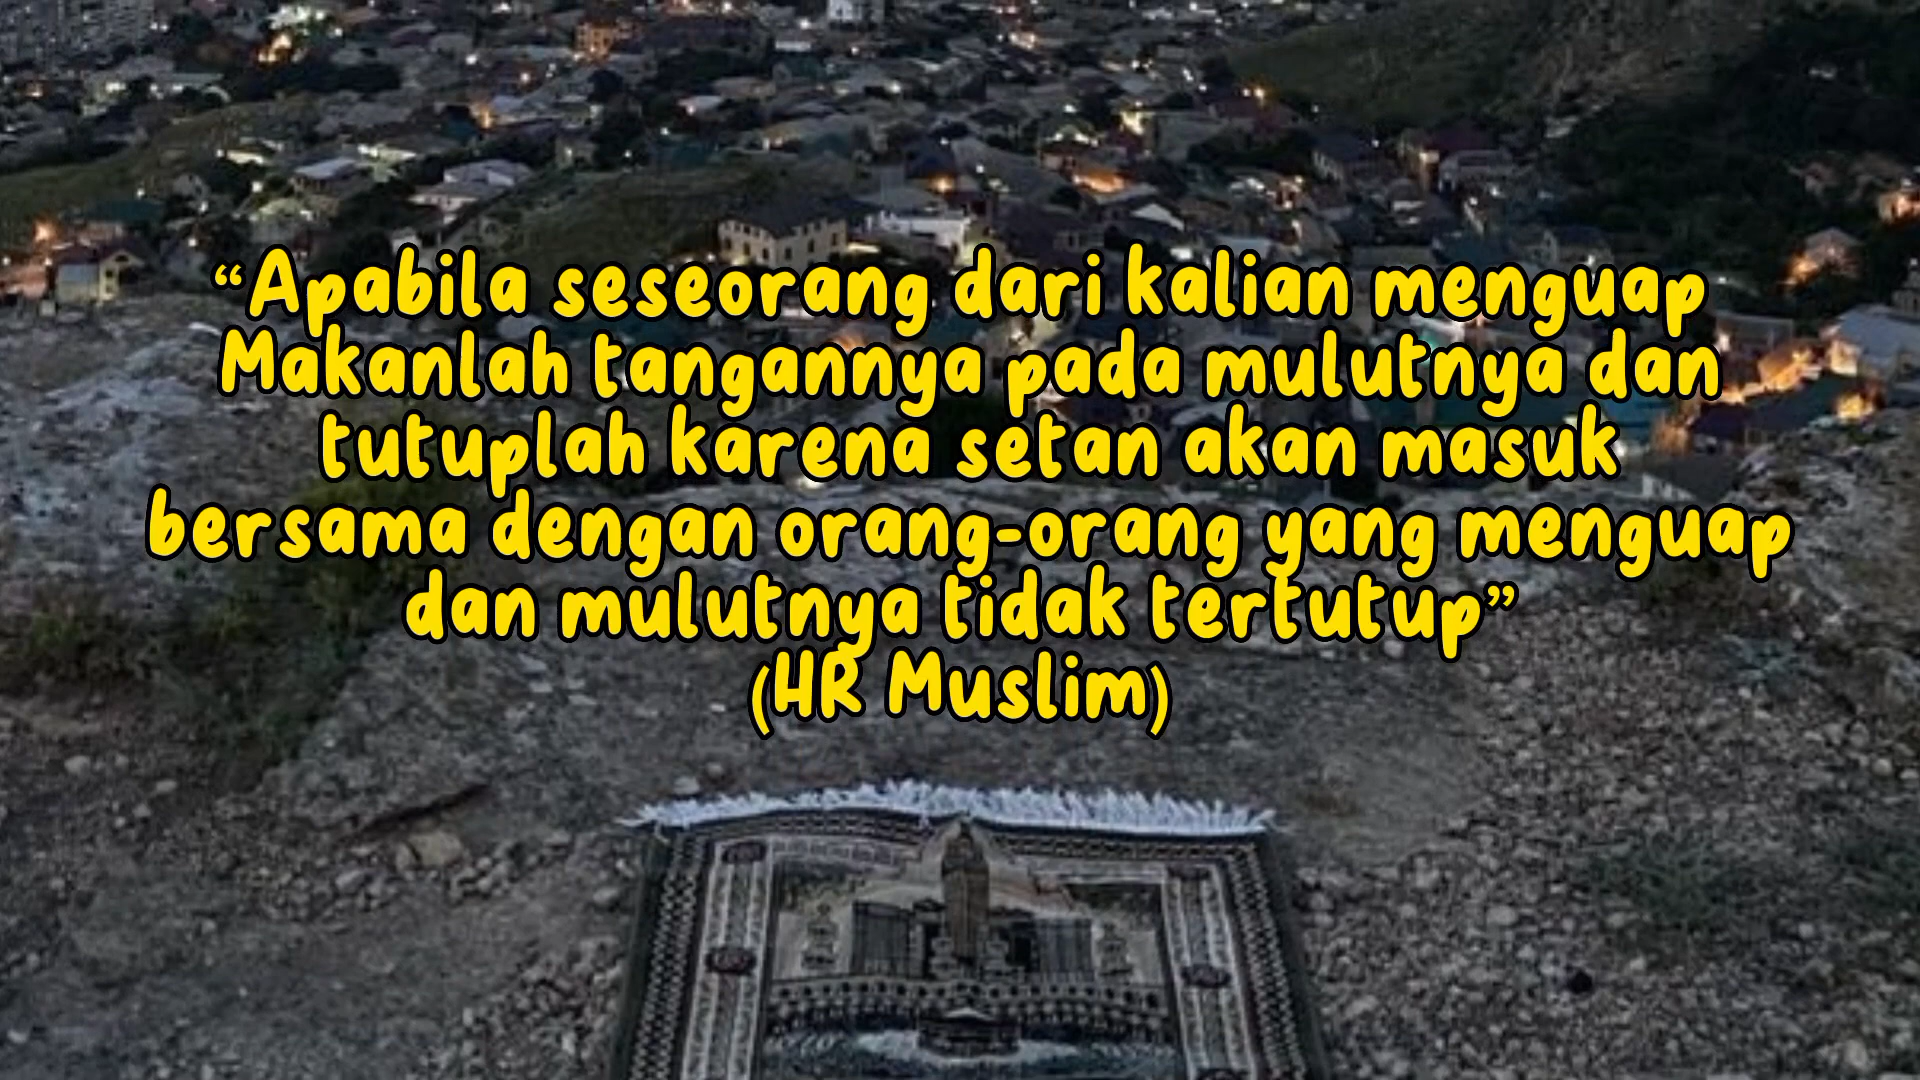 “Apabila seseorang dari kalian menguap
Makanlah tangannya pada mulutnya dan
tutuplah karena setan akan masuk
bersama dengan orang-orang yang menguap
dan mulutnya tidak tertutup”
(HR Muslim)